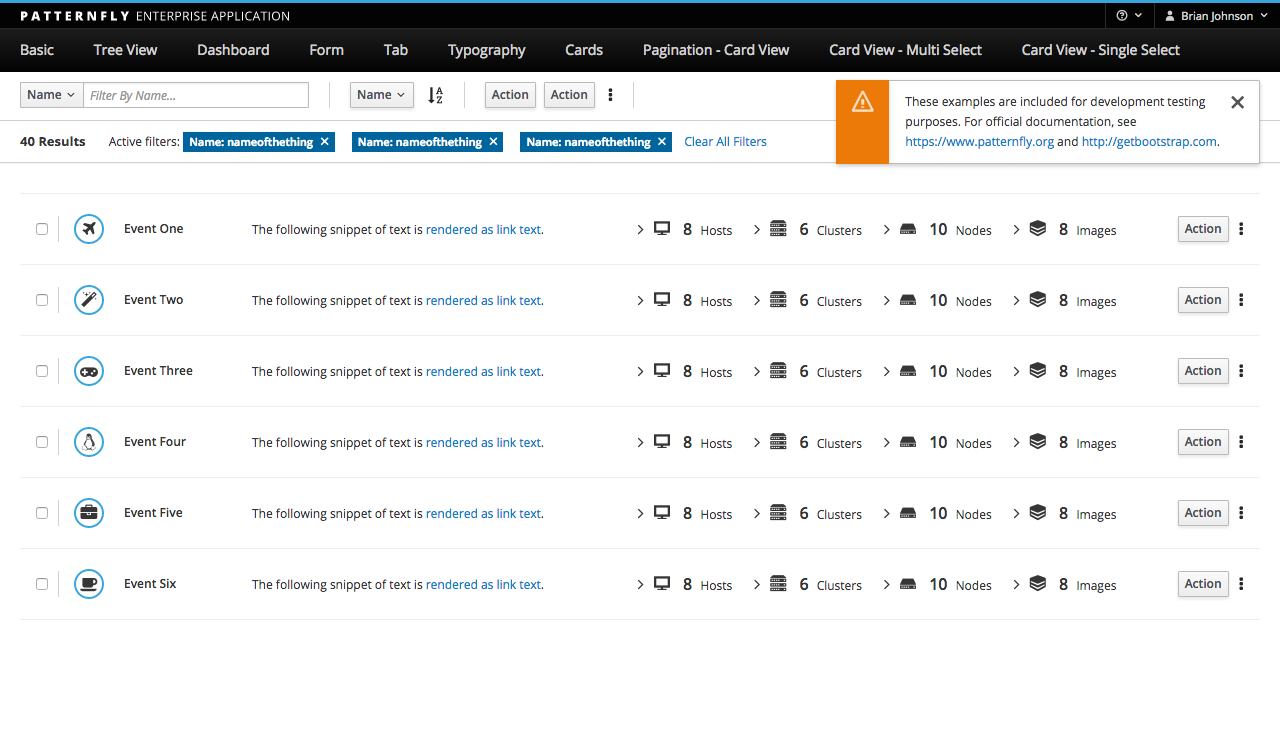 PATTERNFLY ENTERPRISE APPLICATION
Brian Johnson
Basic Tree View Dashboard Form Tab Typography Cards Pagination - Card View Card View - Multi Select Card View - Single Select
Name Filter By Name... Name A Z Action Action
These examples are included for development testing
purposes. For official documentation, see
https://www.patternfly.org and http://getbootstrap.com.
40 Results Active filters: Name: nameofthething Name: nameofthething Name: nameofthething Clear All Filters
Event One The following snippet of text is rendered as link text. 8 Hosts 6 Clusters 10 Nodes 8 Images Action
Event Two The following snippet of text is rendered as link text. 8 Hosts 6 Clusters 10 Nodes 8 Images Action
Event Three The following snippet of text is rendered as link text. 8 Hosts 6 Clusters 10 Nodes 8 Images Action
Event Four The following snippet of text is rendered as link text. 8 Hosts 6 Clusters 10 Nodes 8 Images Action
Event Five The following snippet of text is rendered as link text. 8 Hosts 6 Clusters 10 Nodes 8 Images Action
Event Six The following snippet of text is rendered as link text. 8 Hosts 6 Clusters 10 Nodes 8 Images Action